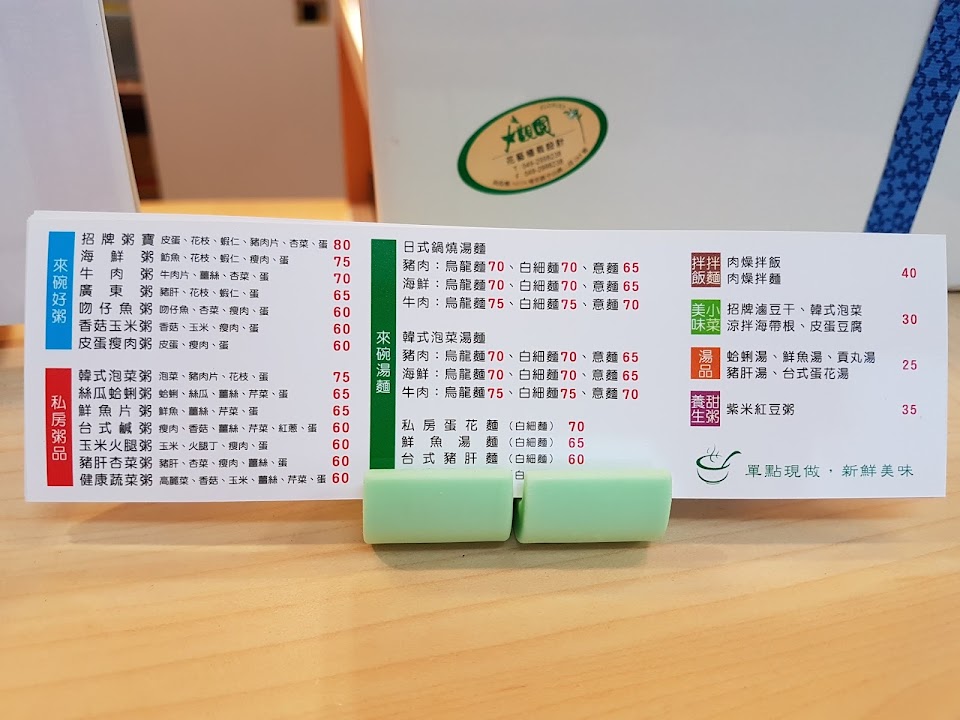 大觀園
花藝禮儀設計
來碗好粥
招牌粥寶 皮蛋、花枝、蝦仁、豬肉片、杏菜、蛋 80
海鮮粥 魩魚、花枝、蝦仁、瘦肉、蛋 75
牛肉粥 牛肉片、薑絲、杏菜、蛋 70
廣東粥 豬肝、花枝、蝦仁、蛋 65
吻仔魚粥 吻仔魚、杏菜、瘦肉、蛋 60
香菇玉米粥 香菇、玉米、瘦肉、蛋 60
皮蛋瘦肉粥 皮蛋、瘦肉、蛋 60
私房粥品
韓式泡菜粥 泡菜、豬肉片、花枝、蛋 75
絲瓜蛤蜊粥 蛤蜊、絲瓜、薑絲、芹菜、蛋 65
鮮魚片粥 鮮魚、薑絲、芹菜、蛋 65
台式鹹粥 瘦肉、香菇、薑絲、芹菜、紅蔥、蛋 60
玉米火腿粥 玉米、火腿丁、瘦肉、蛋 60
豬肝杏菜粥 豬肝、杏菜、瘦肉、薑絲、蛋 60
健康蔬菜粥 高麗菜、香菇、玉米、薑絲、芹菜、蛋 60
來碗湯麵
日式鍋燒湯麵
豬肉：烏龍麵70、白細麵70、意麵65
海鮮：烏龍麵70、白細麵70、意麵65
牛肉：烏龍麵75、白細麵75、意麵70
韓式泡菜湯麵
豬肉：烏龍麵70、白細麵70、意麵65
海鮮：烏龍麵70、白細麵70、意麵65
牛肉：烏龍麵75、白細麵75、意麵70
私房蛋花麵（白細麵）70
鮮魚湯麵（白細麵）65
台式豬肝麵（白細麵）60
拌飯 拌麵
肉燥拌飯
肉燥拌麵
40
美味小菜
招牌滷豆干、韓式泡菜
涼拌海帶根、皮蛋豆腐
30
湯品
蛤蜊湯、鮮魚湯、貢丸湯
豬肝湯、台式蛋花湯
25
養生甜粥
紫米紅豆粥 35
單點現做，新鮮美味